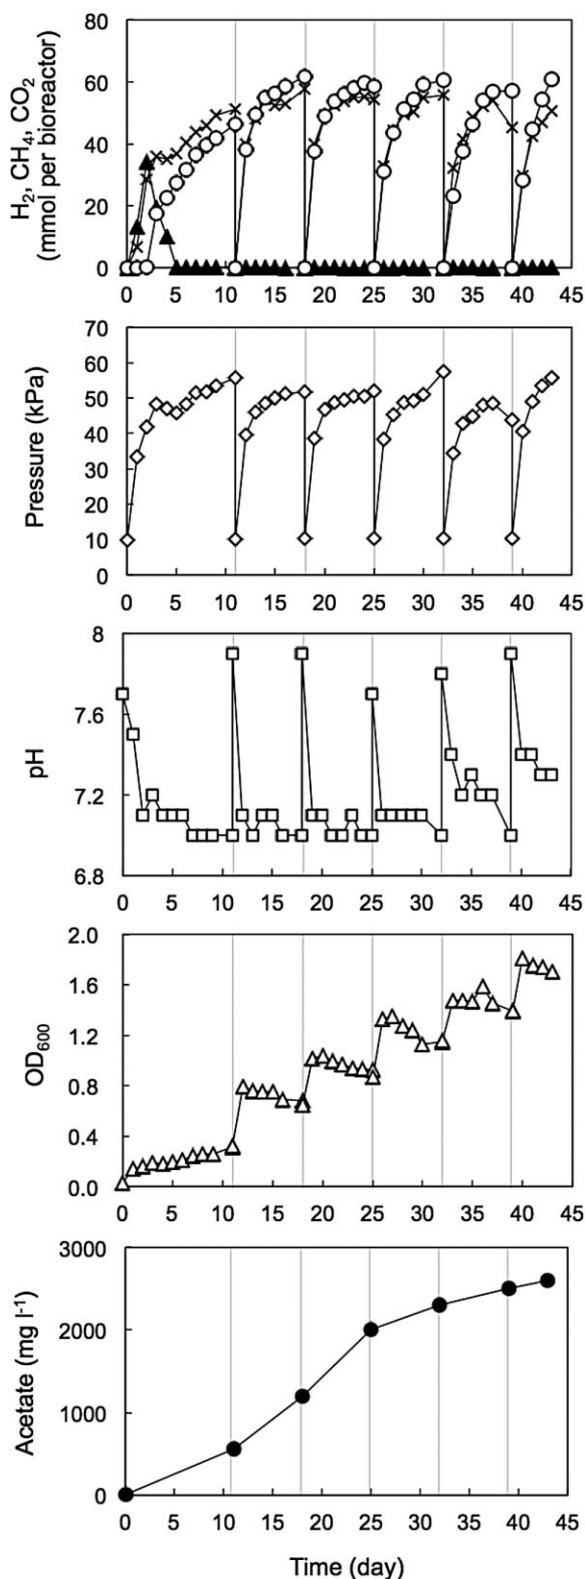 H₂, CH₄, CO₂
(mmol per bioreactor)
80
60
40
20
0
0 5 10 15 20 25 30 35 40 45
Pressure (kPa)
70
60
50
40
30
20
10
0
0 5 10 15 20 25 30 35 40 45
pH
8
7.6
7.2
6.8
0 5 10 15 20 25 30 35 40 45
OD₆₀₀
2.0
1.6
1.2
0.8
0.4
0.0
0 5 10 15 20 25 30 35 40 45
Acetate (mg l⁻¹)
3000
2000
1000
0
0 5 10 15 20 25 30 35 40 45
Time (day)